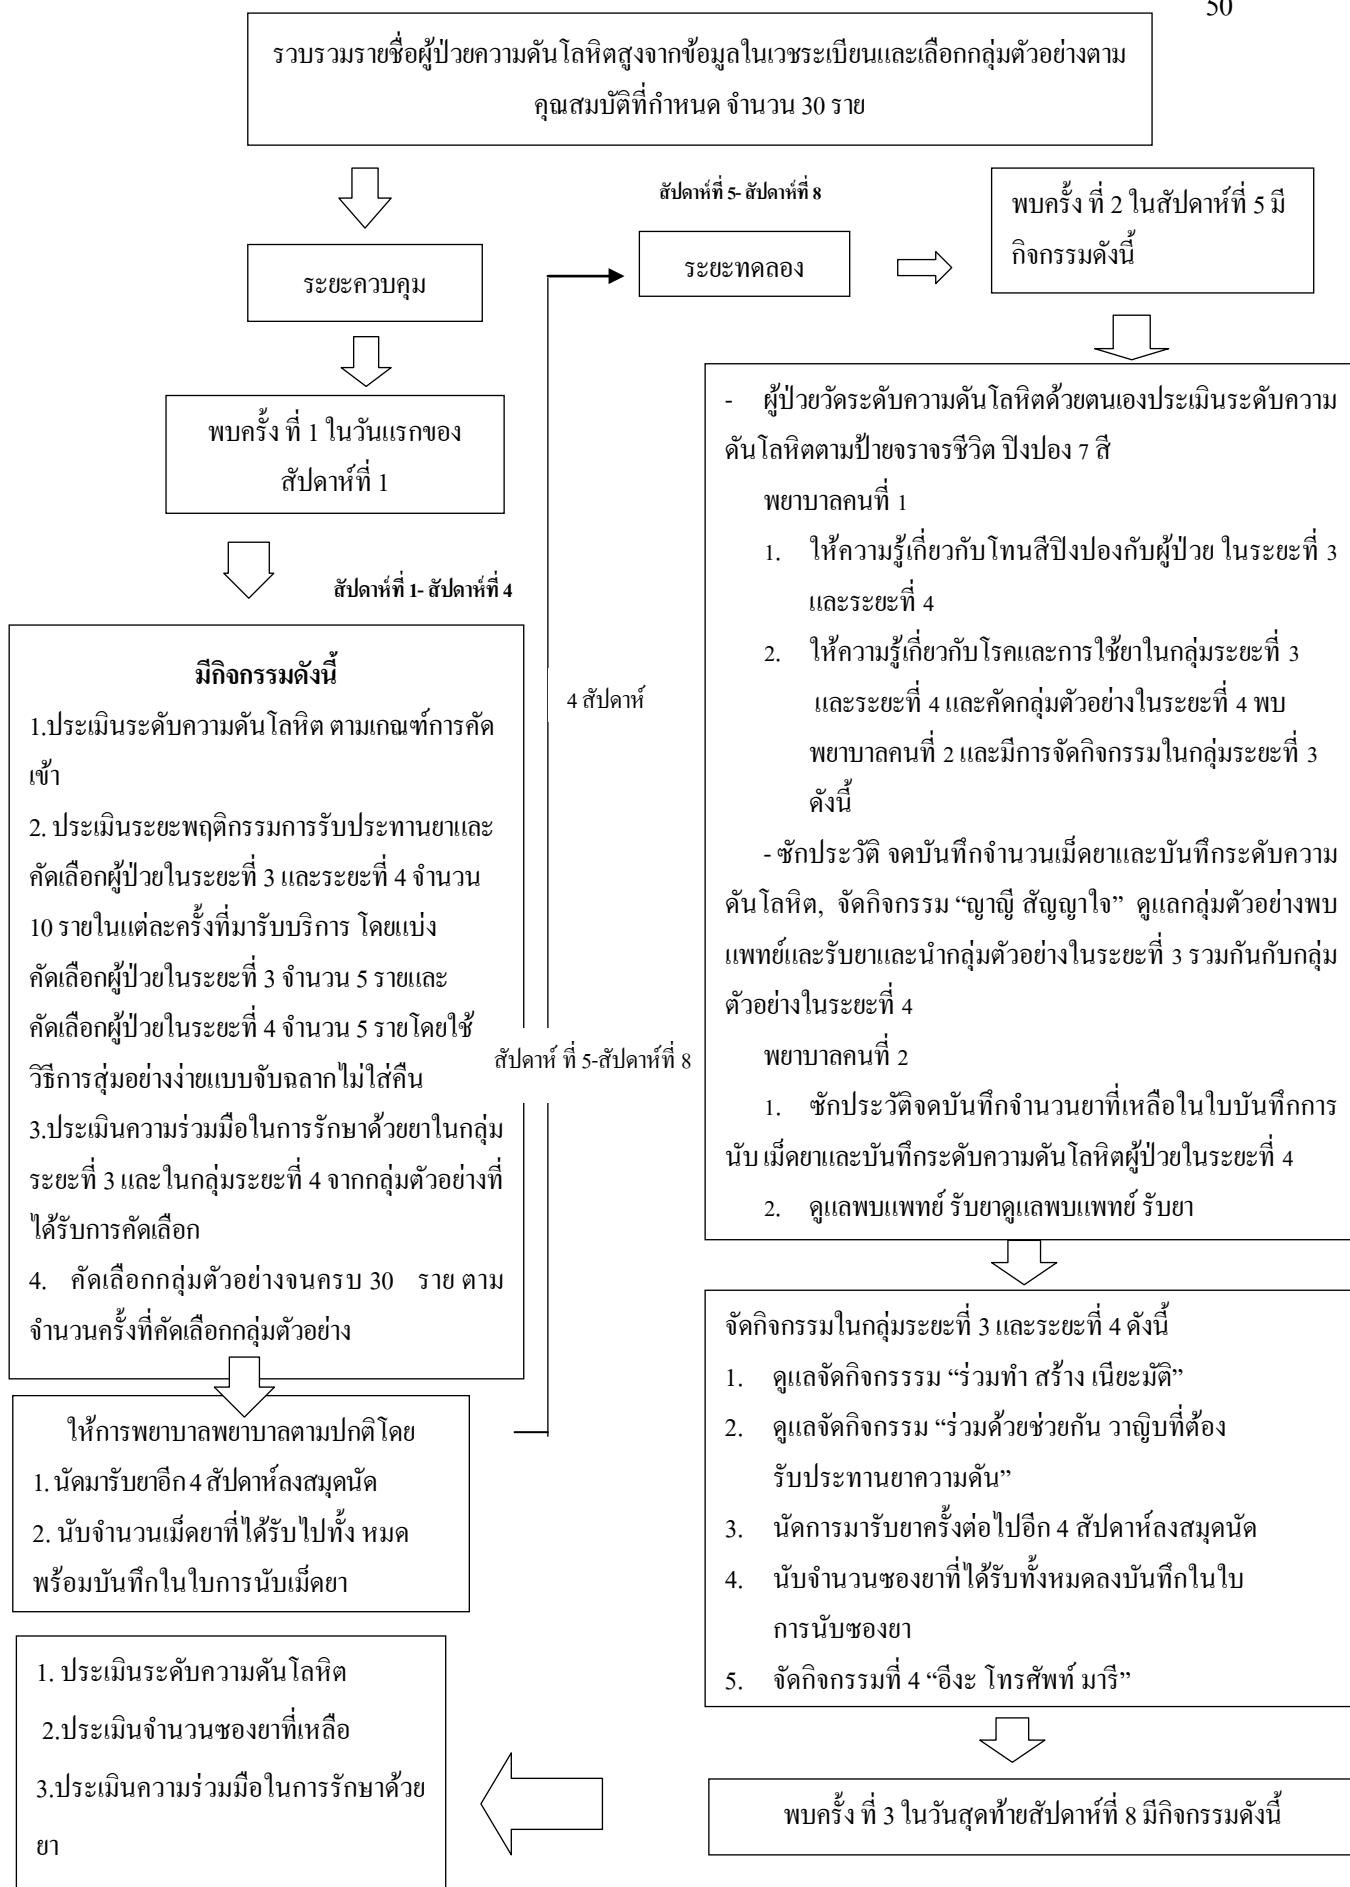 50
รวบรวมรายชื่อผู้ป่วยความดันโลหิตสูงจากข้อมูลในเวชระเบียนและเลือกกลุ่มตัวอย่างตาม
คุณสมบัติที่กำหนด จำนวน 30 ราย
ระยะควบคุม
พบครั้ง ที่ 1 ในวันแรกของ
สัปดาห์ที่ 1
สัปดาห์ที่ 1- สัปดาห์ที่ 4
มีกิจกรรมดังนี้
1.ประเมินระดับความดันโลหิต ตามเกณฑ์การคัด
เข้า
2. ประเมินระยะพฤติกรรมการรับประทานยาและ
คัดเลือกผู้ป่วยในระยะที่ 3 และระยะที่ 4 จำนวน
10 รายในแต่ละครั้งที่มารับบริการ โดยแบ่ง
คัดเลือกผู้ป่วยในระยะที่ 3 จำนวน 5 รายและ
คัดเลือกผู้ป่วยในระยะที่ 4 จำนวน 5 รายโดยใช้
วิธีการสุ่มอย่างง่ายแบบจับฉลากไม่ใส่คืน
3.ประเมินความร่วมมือในการรักษาด้วยยาในกลุ่ม
ระยะที่ 3 และในกลุ่มระยะที่ 4 จากกลุ่มตัวอย่างที่
ได้รับการคัดเลือก
4. คัดเลือกกลุ่มตัวอย่างจนครบ 30 ราย ตาม
จำนวนครั้งที่คัดเลือกกลุ่มตัวอย่าง
ให้การพยาบาลพยาบาลตามปกติโดย
1. นัดมารับยาอีก 4 สัปดาห์ลงสมุดนัด
2. นับจำนวนเม็ดยาที่ได้รับไปทั้ง หมด
พร้อมบันทึกในใบการนับเม็ดยา
4 สัปดาห์
สัปดาห์ ที่ 5-สัปดาห์ที่ 8
สัปดาห์ที่ 5- สัปดาห์ที่ 8
ระยะทดลอง
พบครั้ง ที่ 2 ในสัปดาห์ที่ 5 มี
กิจกรรมดังนี้
- ผู้ป่วยวัดระดับความดันโลหิตด้วยตนเองประเมินระดับความ
ดันโลหิตตามป้ายจราจรชีวิต ปิงปอง 7 สี
พยาบาลคนที่ 1
1. ให้ความรู้เกี่ยวกับโทนสีปิงปองกับผู้ป่วย ในระยะที่ 3
และระยะที่ 4
2. ให้ความรู้เกี่ยวกับโรคและการใช้ยาในกลุ่มระยะที่ 3
และระยะที่ 4 และคัดกลุ่มตัวอย่างในระยะที่ 4 พบ
พยาบาลคนที่ 2 และมีการจัดกิจกรรมในกลุ่มระยะที่ 3
ดังนี้
- ซักประวัติ จดบันทึกจำนวนเม็ดยาและบันทึกระดับความ
ดันโลหิต, จัดกิจกรรม “ญาญี สัญญาใจ” ดูแลกลุ่มตัวอย่างพบ
แพทย์และรับยาและนำกลุ่มตัวอย่างในระยะที่ 3 รวมกันกับกลุ่ม
ตัวอย่างในระยะที่ 4
พยาบาลคนที่ 2
1. ซักประวัติจดบันทึกจำนวนยาที่เหลือในใบบันทึกการ
นับ เม็ดยาและบันทึกระดับความดันโลหิตผู้ป่วยในระยะที่ 4
2. ดูแลพบแพทย์ รับยาดูแลพบแพทย์ รับยา
จัดกิจกรรมในกลุ่มระยะที่ 3 และระยะที่ 4 ดังนี้
1. ดูแลจัดกิจกรรรม “ร่วมทำ สร้าง เนียะมัติ”
2. ดูแลจัดกิจกรรม “ร่วมด้วยช่วยกัน วาญิบที่ต้อง
รับประทานยาความดัน”
3. นัดการมารับยาครั้งต่อไปอีก 4 สัปดาห์ลงสมุดนัด
4. นับจำนวนซองยาที่ได้รับทั้งหมดลงบันทึกในใบ
การนับซองยา
5. จัดกิจกรรมที่ 4 “อีงะ โทรศัพท์ มารี”
พบครั้ง ที่ 3 ในวันสุดท้ายสัปดาห์ที่ 8 มีกิจกรรมดังนี้
1. ประเมินระดับความดันโลหิต
2.ประเมินจำนวนซองยาที่เหลือ
3.ประเมินความร่วมมือในการรักษาด้วย
ยา